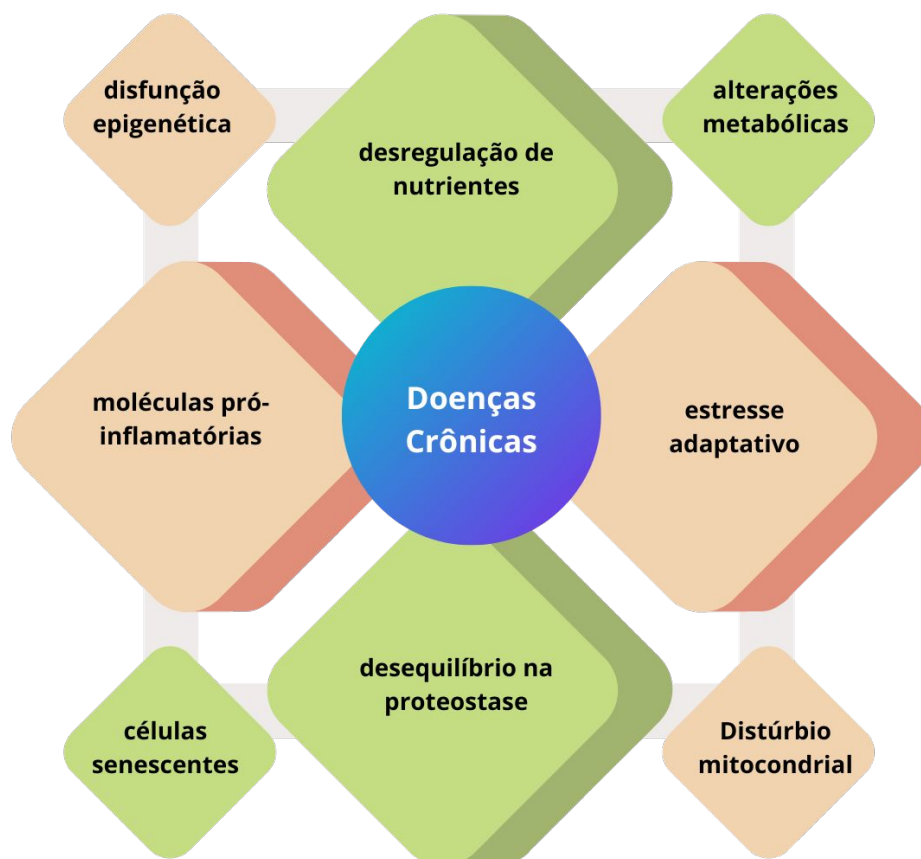 disfunção
epigenética
desregulação de
nutrientes
alterações
metabólicas
moléculas pró-
inflamatórias
Doenças
Crônicas
estresse
adaptativo
desequilíbrio na
proteostase
células
senescentes
Distúrbio
mitocondrial